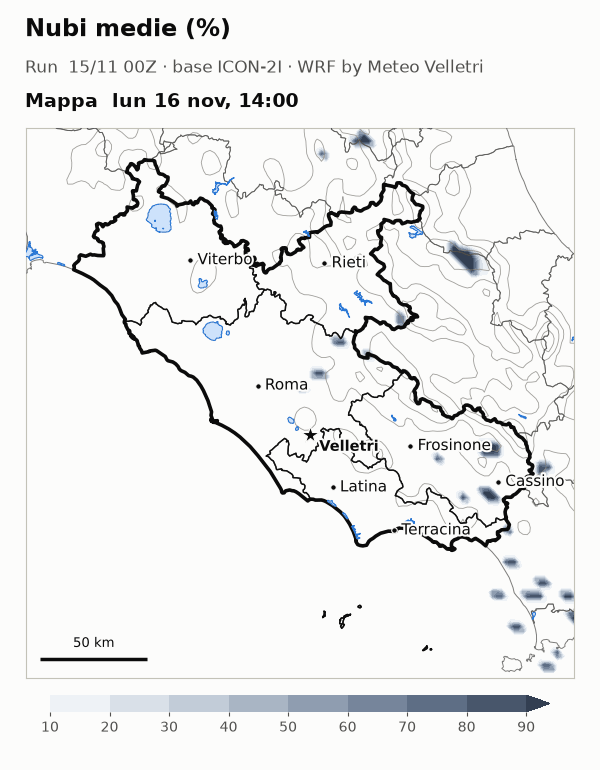 Nubi medie (%)
Run  15/11 00Z · base ICON-2I · WRF by Meteo Velletri
Mappa  lun 16 nov, 14:00
Viterbo
Rieti
Roma
Velletri
Frosinone
Cassino
Latina
Terracina
50 km
10 20 30 40 50 60 70 80 90